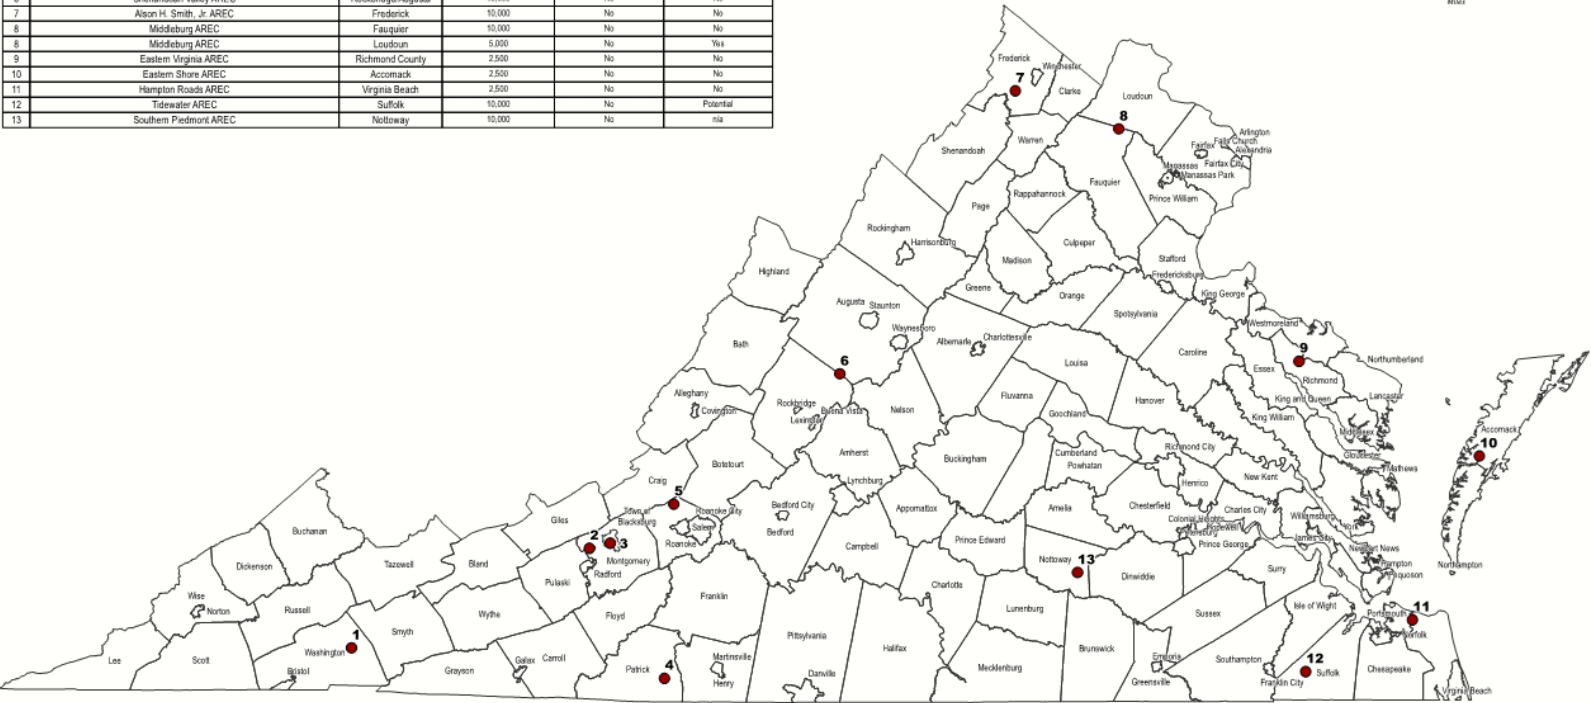 7 Alson H. Smith, Jr. AREC Frederick 10,000 No No
8 Middleburg AREC Fauquier 10,000 No No
8 Middleburg AREC Loudoun 5,000 No Yes
9 Eastern Virginia AREC Richmond County 2,500 No No
10 Eastern Shore AREC Accomack 2,500 No No
11 Hampton Roads AREC Virginia Beach 2,500 No No
12 Tidewater AREC Suffolk 10,000 No Potential
13 Southern Piedmont AREC Nottoway 10,000 No n/a
Frederick
Winchester
7
Clarke
Loudoun
8
Warren
Shenandoah
Arlington
Falls Church
Fairfax
Alexandria
Fairfax City
Manassas
Manassas Park
Fauquier
Rappahannock
Page
Prince William
Rockingham
Harrisonburg
Culpeper
Madison
Stafford
Fredericksburg
Highland
Greene
Orange
King George
Augusta
Staunton
Spotsylvania
Westmoreland
Waynesboro
Albemarle
Charlottesville
Bath
Caroline
9
Northumberland
6
Louisa
Essex
Richmond
Alleghany
Covington
Rockbridge
Buena Vista
Lexington
Nelson
Fluvanna
Goochland
Hanover
King and Queen
Lancaster
King William
Middlesex
Accomack
10
Richmond City
Amherst
Buckingham
Cumberland
Powhatan
Gloucester
Mathews
Botetourt
Craig
Lynchburg
New Kent
Henrico
5
Bedford City
Bedford
Appomattox
Amelia
Chesterfield
Charles City
Roanoke City
Salem
Roanoke
Town of
Blacksburg
Giles
Buchanan
Williamsburg
York
Colonial Heights
Hopewell
Petersburg
Prince George
James City
2
3
Prince Edward
Campbell
Newport News
Hampton
Poquoson
Northampton
Montgomery
Radford
Nottoway
13
Dinwiddie
Surry
Dickenson
Tazewell
Bland
Pulaski
Charlotte
Franklin
Wise
Norton
Russell
Wythe
Floyd
Lunenburg
Sussex
Isle of Wight
Portsmouth
11
Norfolk
1
Washington
Smyth
Pittsylvania
Halifax
Brunswick
Emporia
Southampton
12
Lee
Scott
Bristol
Grayson
Galax
Carroll
Patrick
4
Martinsville
Henry
Danville
Mecklenburg
Greensville
Franklin City
Suffolk
Chesapeake
Virginia Beach